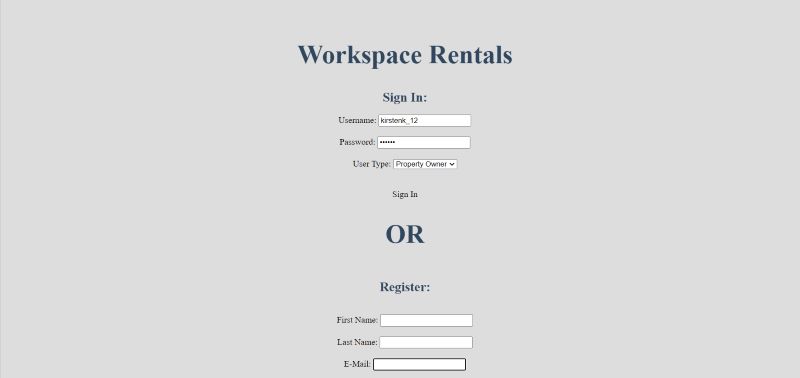 Workspace Rentals
Sign In:
Username: kirstenk_12
Password: ••••••
User Type: Property Owner
Sign In
OR
Register:
First Name:
Last Name:
E-Mail: